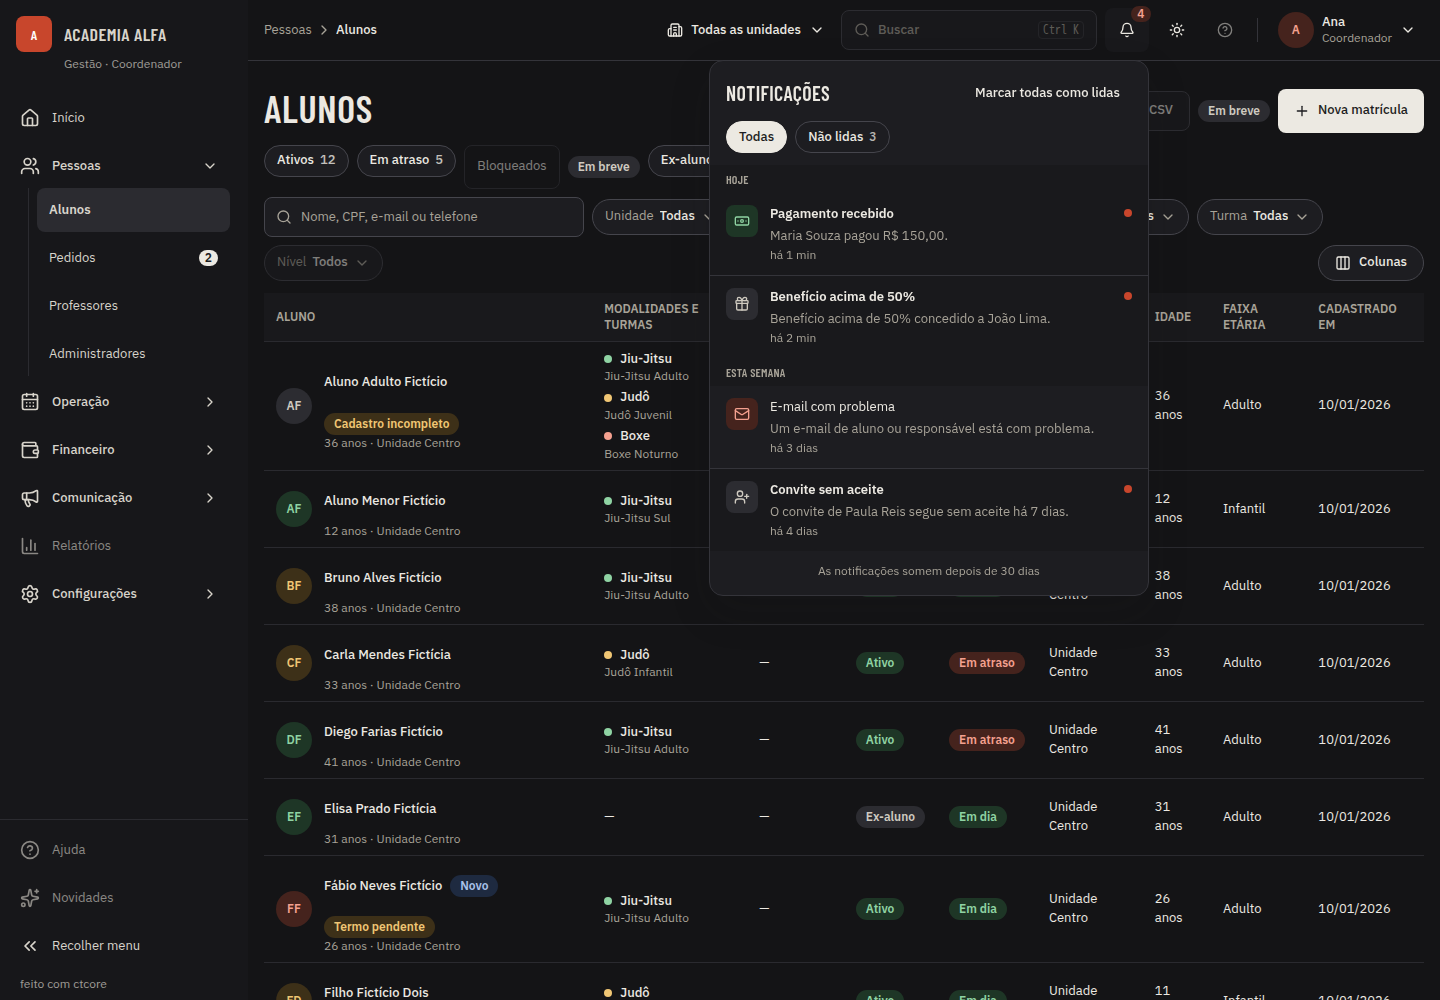 A
ACADEMIA ALFA
Gestão · Coordenador
Início
Pessoas
Alunos
Pedidos 2
Professores
Administradores
Operação
Financeiro
Comunicação
Relatórios
Configurações
Ajuda
Novidades
Recolher menu
feito com ctcore
Pessoas Alunos
Todas as unidades
Buscar Ctrl K
4
A
Ana
Coordenador
ALUNOS
CSV
Em breve
Nova matrícula
Ativos 12
Em atraso 5
Bloqueados
Em breve
Nome, CPF, e-mail ou telefone
Unidade Todas
Turma Todas
Nível Todos
Colunas
NOTIFICAÇÕES
Marcar todas como lidas
Todas
Não lidas 3
HOJE
Pagamento recebido
Maria Souza pagou R$ 150,00.
há 1 min
Benefício acima de 50%
Benefício acima de 50% concedido a João Lima.
há 2 min
ESTA SEMANA
E-mail com problema
Um e-mail de aluno ou responsável está com problema.
há 3 dias
Convite sem aceite
O convite de Paula Reis segue sem aceite há 7 dias.
há 4 dias
As notificações somem depois de 30 dias
ALUNO
MODALIDADES E
TURMAS
IDADE
FAIXA
ETÁRIA
CADASTRADO
EM
AF
Aluno Adulto Fictício
Cadastro incompleto
36 anos · Unidade Centro
Jiu-Jitsu
Jiu-Jitsu Adulto
Judô
Judô Juvenil
Boxe
Boxe Noturno
36
anos
Adulto
10/01/2026
AF
Aluno Menor Fictício
12 anos · Unidade Centro
Jiu-Jitsu
Jiu-Jitsu Sul
12
anos
Infantil
10/01/2026
BF
Bruno Alves Fictício
38 anos · Unidade Centro
Jiu-Jitsu
Jiu-Jitsu Adulto
Centro
38
anos
Adulto
10/01/2026
CF
Carla Mendes Fictícia
33 anos · Unidade Centro
Judô
Judô Infantil
—
Ativo
Em atraso
Unidade
Centro
33
anos
Adulto
10/01/2026
DF
Diego Farias Fictício
41 anos · Unidade Centro
Jiu-Jitsu
Jiu-Jitsu Adulto
—
Ativo
Em atraso
Unidade
Centro
41
anos
Adulto
10/01/2026
EF
Elisa Prado Fictícia
31 anos · Unidade Centro
—
—
Ex-aluno
Em dia
Unidade
Centro
31
anos
Adulto
10/01/2026
FF
Fábio Neves Fictício Novo
Termo pendente
26 anos · Unidade Centro
Jiu-Jitsu
Jiu-Jitsu Adulto
—
Ativo
Em dia
Unidade
Centro
26
anos
Adulto
10/01/2026
Filho Fictício Dois
Judô
Ativo
Em dia
Unidade
11
Infantil
10/01/2026